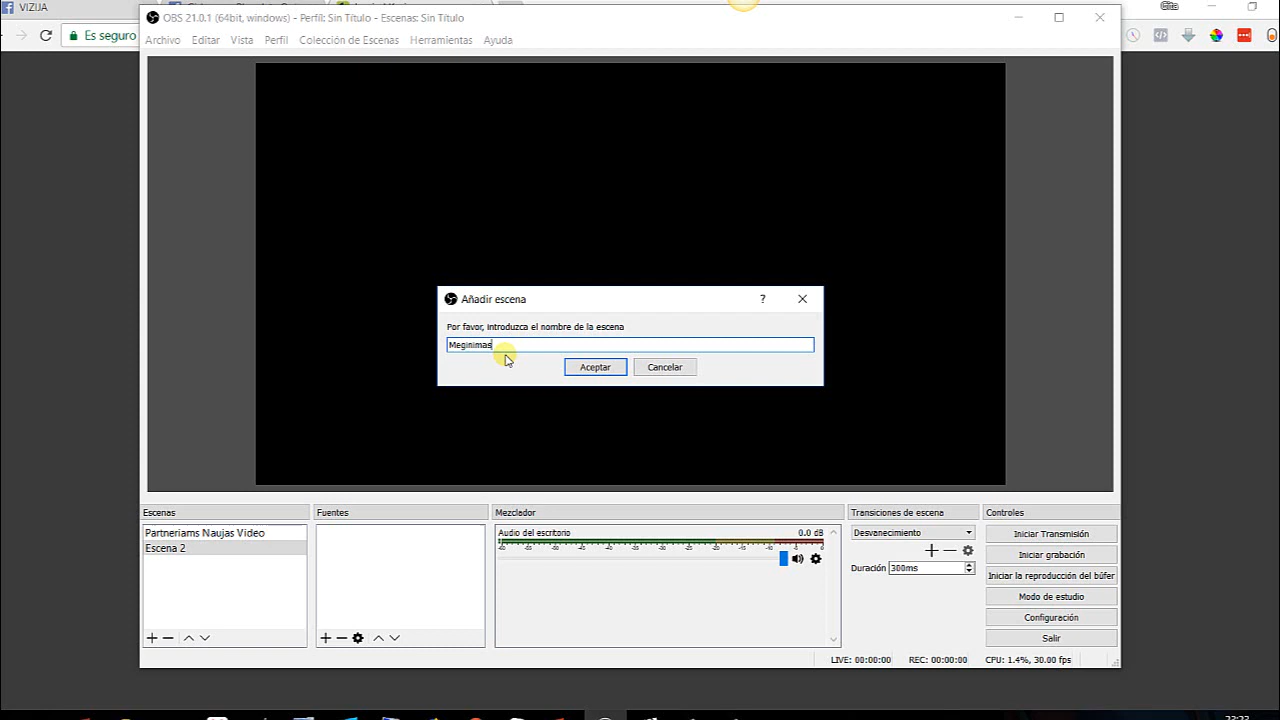 VIZIJA
Gita
Es seguro
OBS 21.0.1 (64bit, windows) - Perfil: Sin Título - Escenas: Sin Título
Archivo Editar Vista Perfil Colección de Escenas Herramientas Ayuda
Añadir escena ?
Por favor, introduzca el nombre de la escena
Meginimas
Aceptar Cancelar
Escenas Fuentes Mezclador Transiciones de escena Controles
Partneriams Naujas Video
Escena 2
Audio del escritorio 0.0 dB
Desvanecimiento
Duración 300ms
Iniciar Transmisión
Iniciar grabación
Iniciar la reproducción del búfer
Modo de estudio
Configuración
Salir
LIVE: 00:00:00 REC: 00:00:00 CPU: 1.4%, 30.00 fps